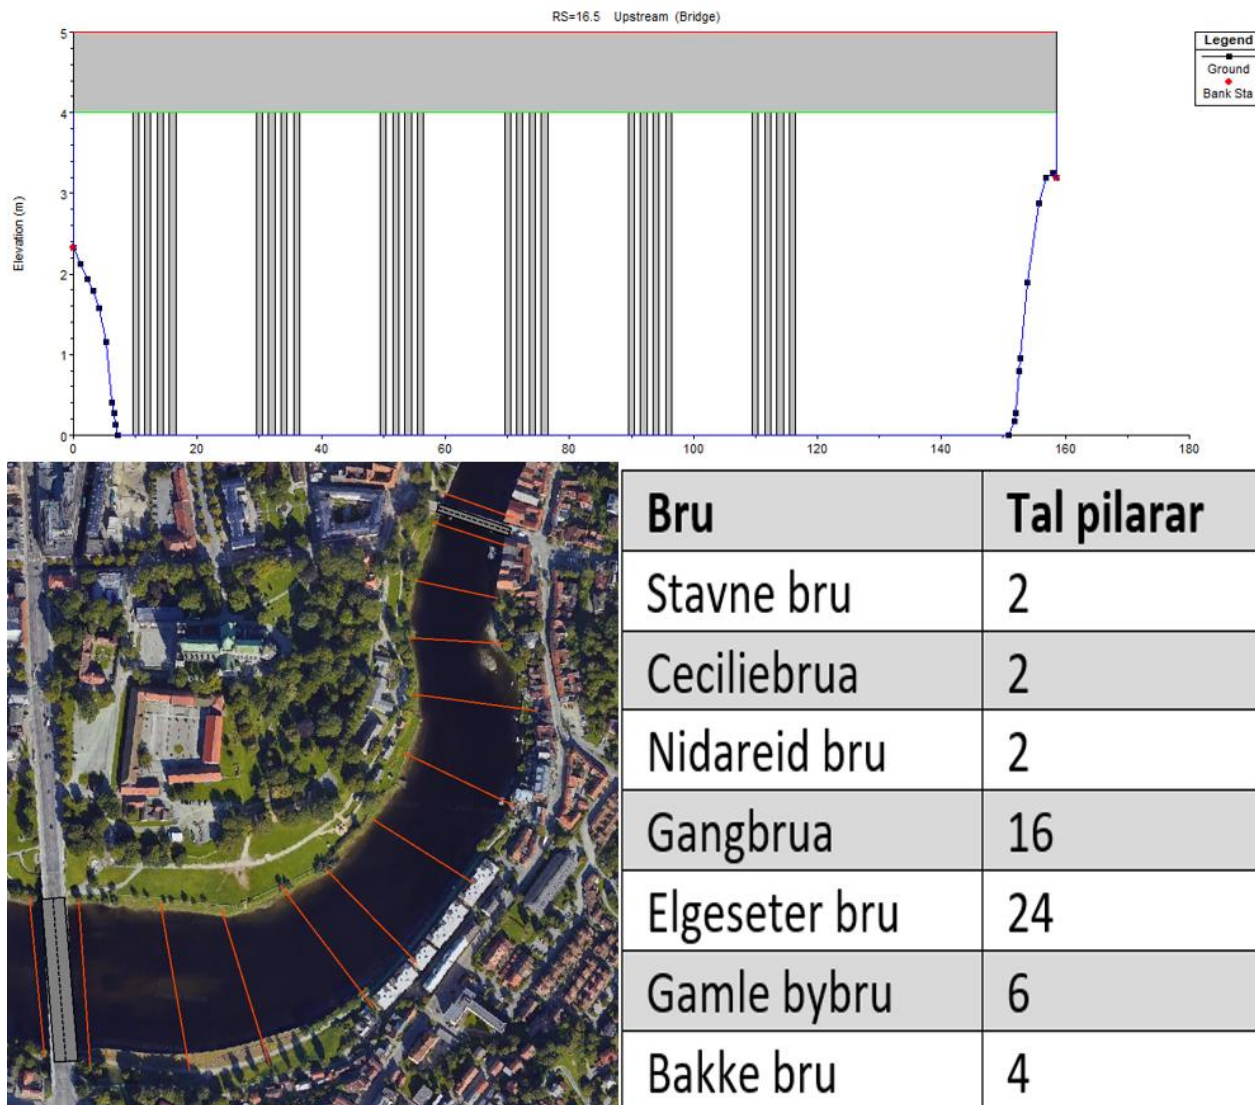 RS=16.5 Upstream (Bridge)
5
4
3
2
1
0
Elevation (m)
0 20 40 60 80 100 120 140 160 180
Legend
Ground
Bank Sta
Bru Tal pilarar
Stavne bru 2
Ceciliebrua 2
Nidareid bru 2
Gangbrua 16
Elgeseter bru 24
Gamle bybru 6
Bakke bru 4